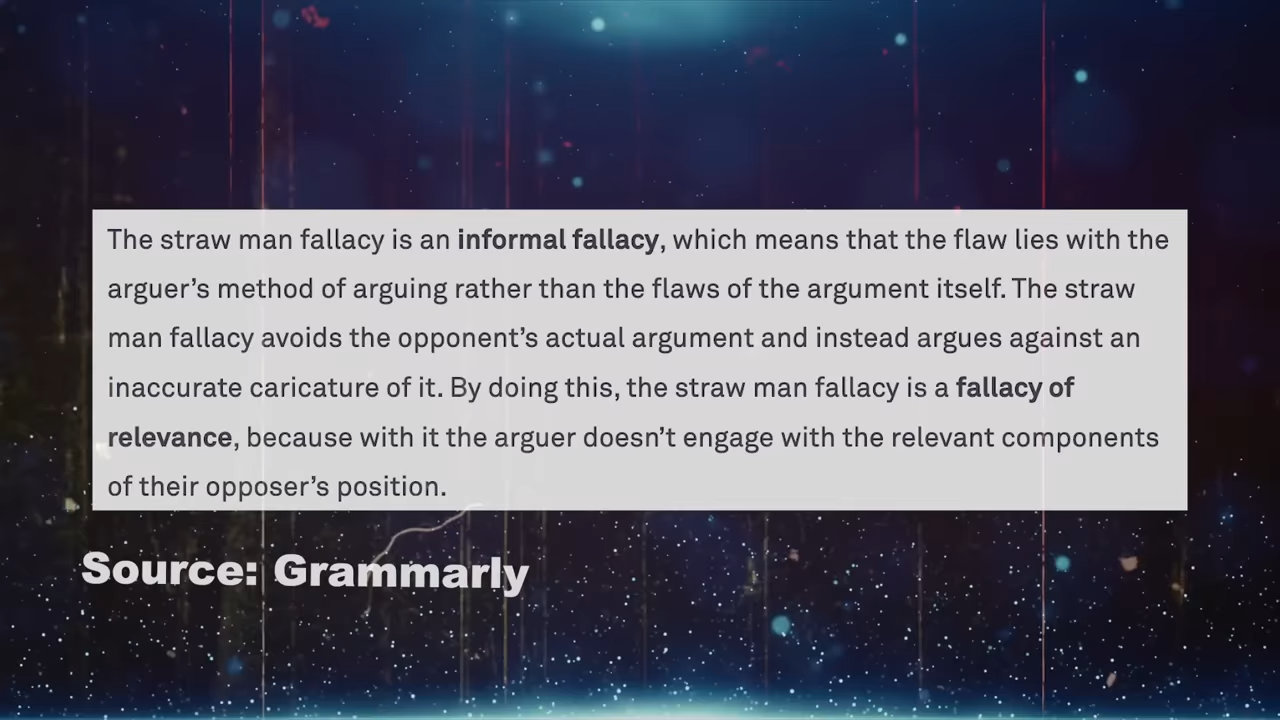 The straw man fallacy is an informal fallacy, which means that the flaw lies with the
arguer’s method of arguing rather than the flaws of the argument itself. The straw
man fallacy avoids the opponent’s actual argument and instead argues against an
inaccurate caricature of it. By doing this, the straw man fallacy is a fallacy of
relevance, because with it the arguer doesn’t engage with the relevant components
of their opposer’s position.
Source: Grammarly